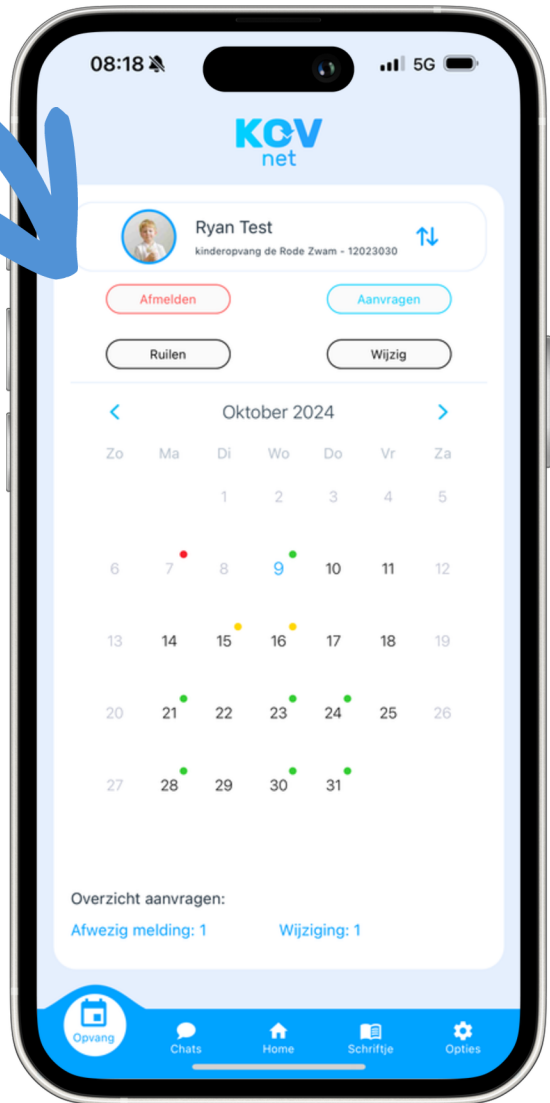 08:18 5G
KOV
net
Ryan Test
kinderopvang de Rode Zwam - 12023030
Afmelden Aanvragen
Ruilen Wijzig
Oktober 2024
Zo Ma Di Wo Do Vr Za
1 2 3 4 5
6 7 8 9 10 11 12
13 14 15 16 17 18 19
20 21 22 23 24 25 26
27 28 29 30 31
Overzicht aanvragen:
Afwezig melding: 1 Wijziging: 1
Opvang Chats Home Schriftje Opties